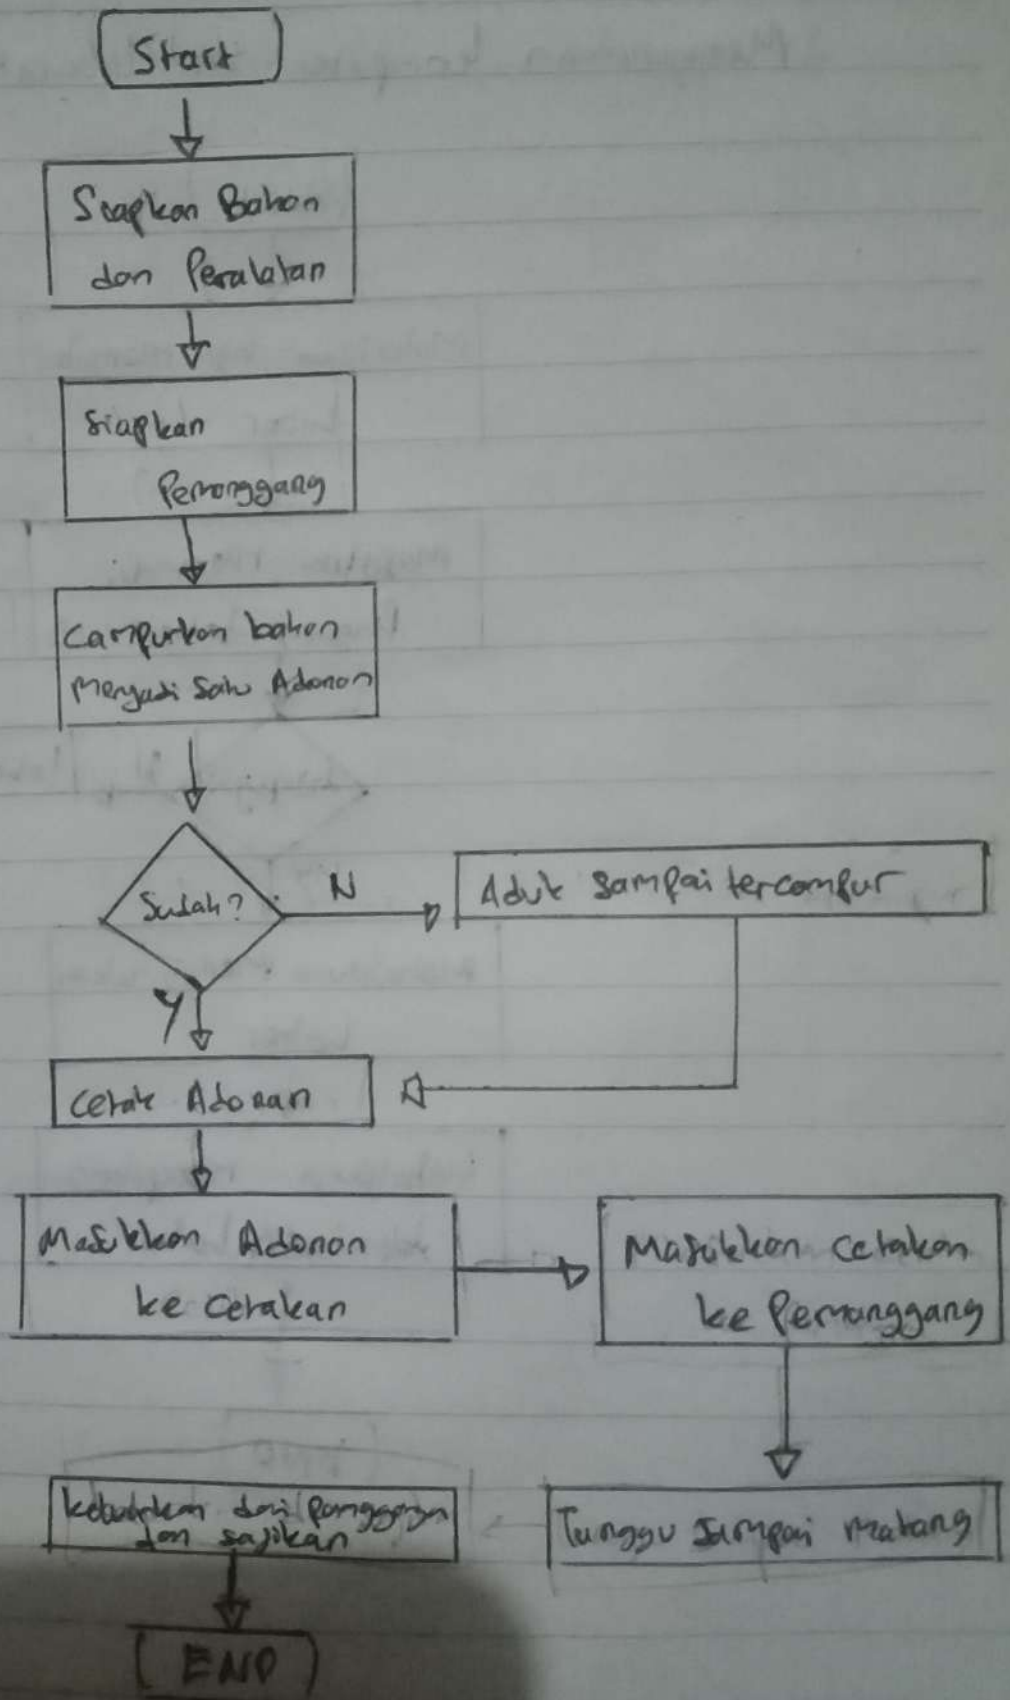 Start
Siapkan Bahan
dan Peralatan
Siapkan
Pemanggang
Campurkan bahan
Menjadi Satu Adonan
Sudah?
N
Aduk sampai tercampur
Y
Cetak Adonan
Masukkan Adonan
ke cetakan
Masukkan Cetakan
ke Pemanggang
Tunggu sampai matang
keluarkan dari panggangan
dan sajikan
END